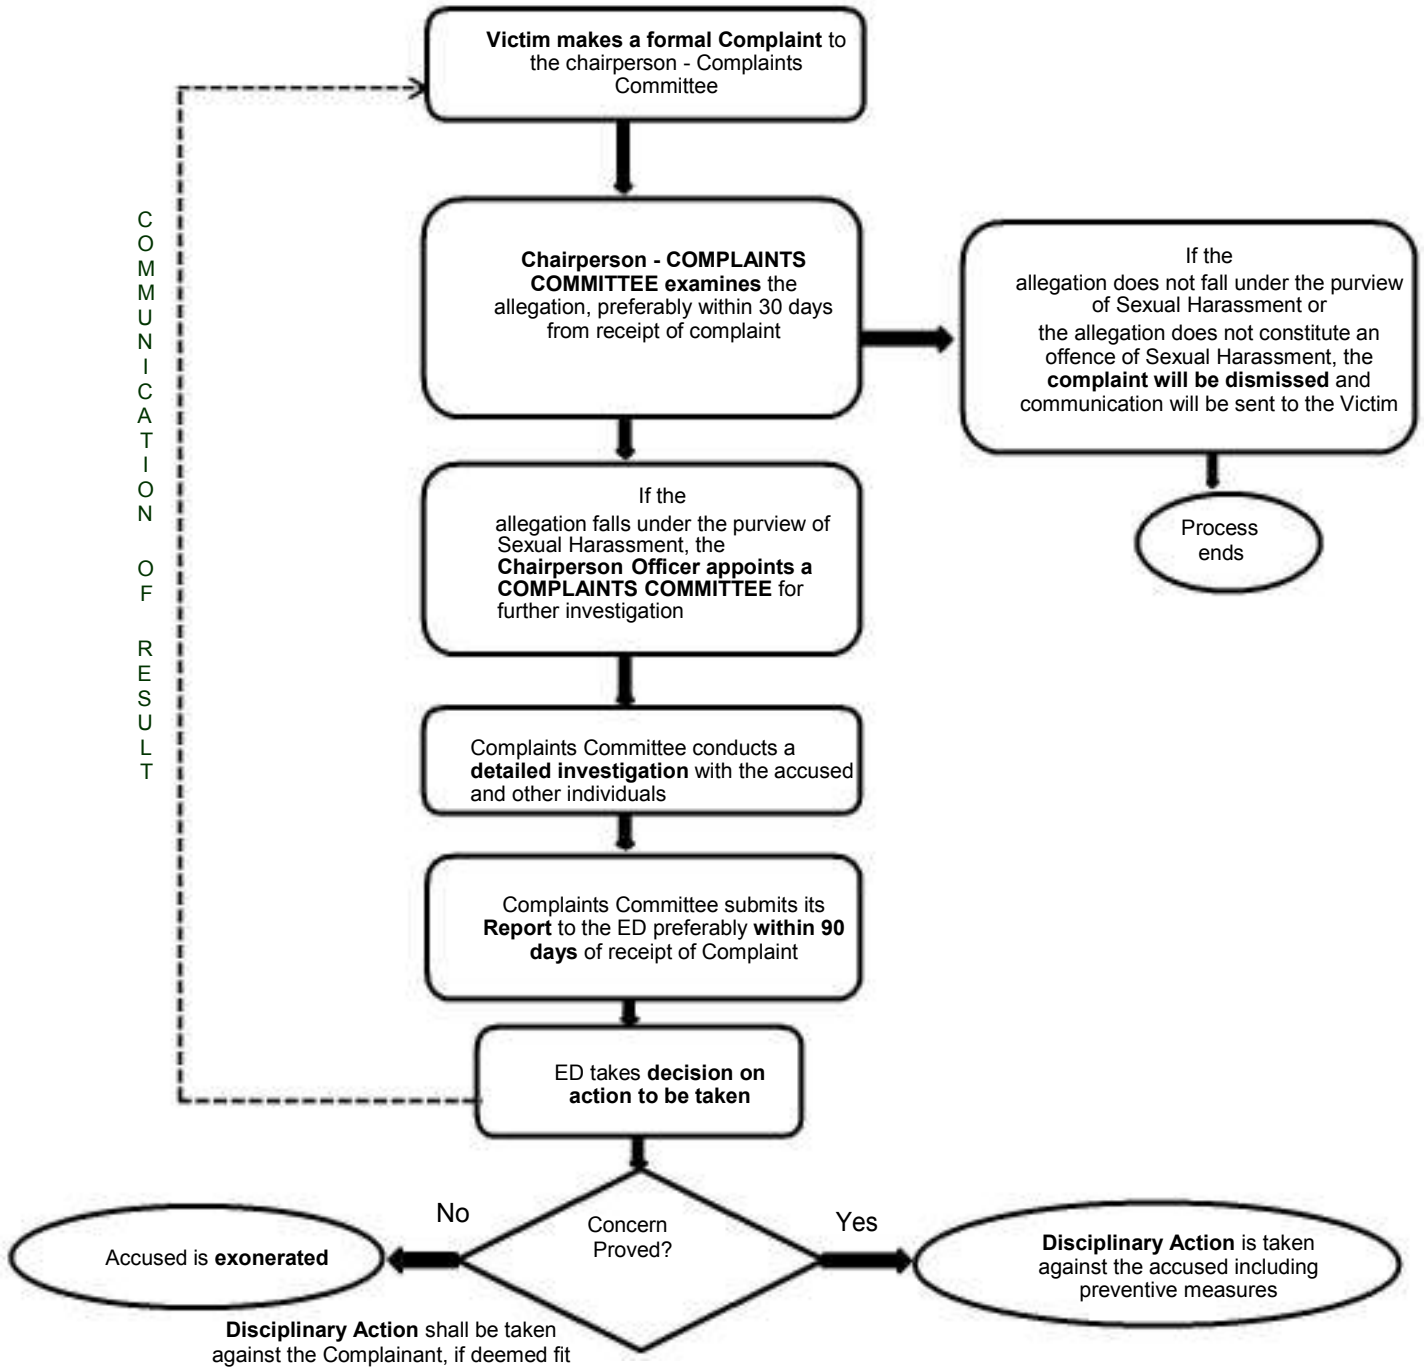 Victim makes a formal Complaint to
the chairperson - Complaints
Committee
Chairperson - COMPLAINTS
COMMITTEE examines the
allegation, preferably within 30 days
from receipt of complaint
If the
allegation does not fall under the purview
of Sexual Harassment or
the allegation does not constitute an
offence of Sexual Harassment, the
complaint will be dismissed and
communication will be sent to the Victim
Process
ends
If the
allegation falls under the purview of
Sexual Harassment, the
Chairperson Officer appoints a
COMPLAINTS COMMITTEE for
further investigation
COMMUNICATION OF RESULT
Complaints Committee conducts a
detailed investigation with the accused
and other individuals
Complaints Committee submits its
Report to the ED preferably within 90
days of receipt of Complaint
ED takes decision on
action to be taken
Concern
Proved?
No
Yes
Accused is exonerated
Disciplinary Action is taken
against the accused including
preventive measures
Disciplinary Action shall be taken
against the Complainant, if deemed fit